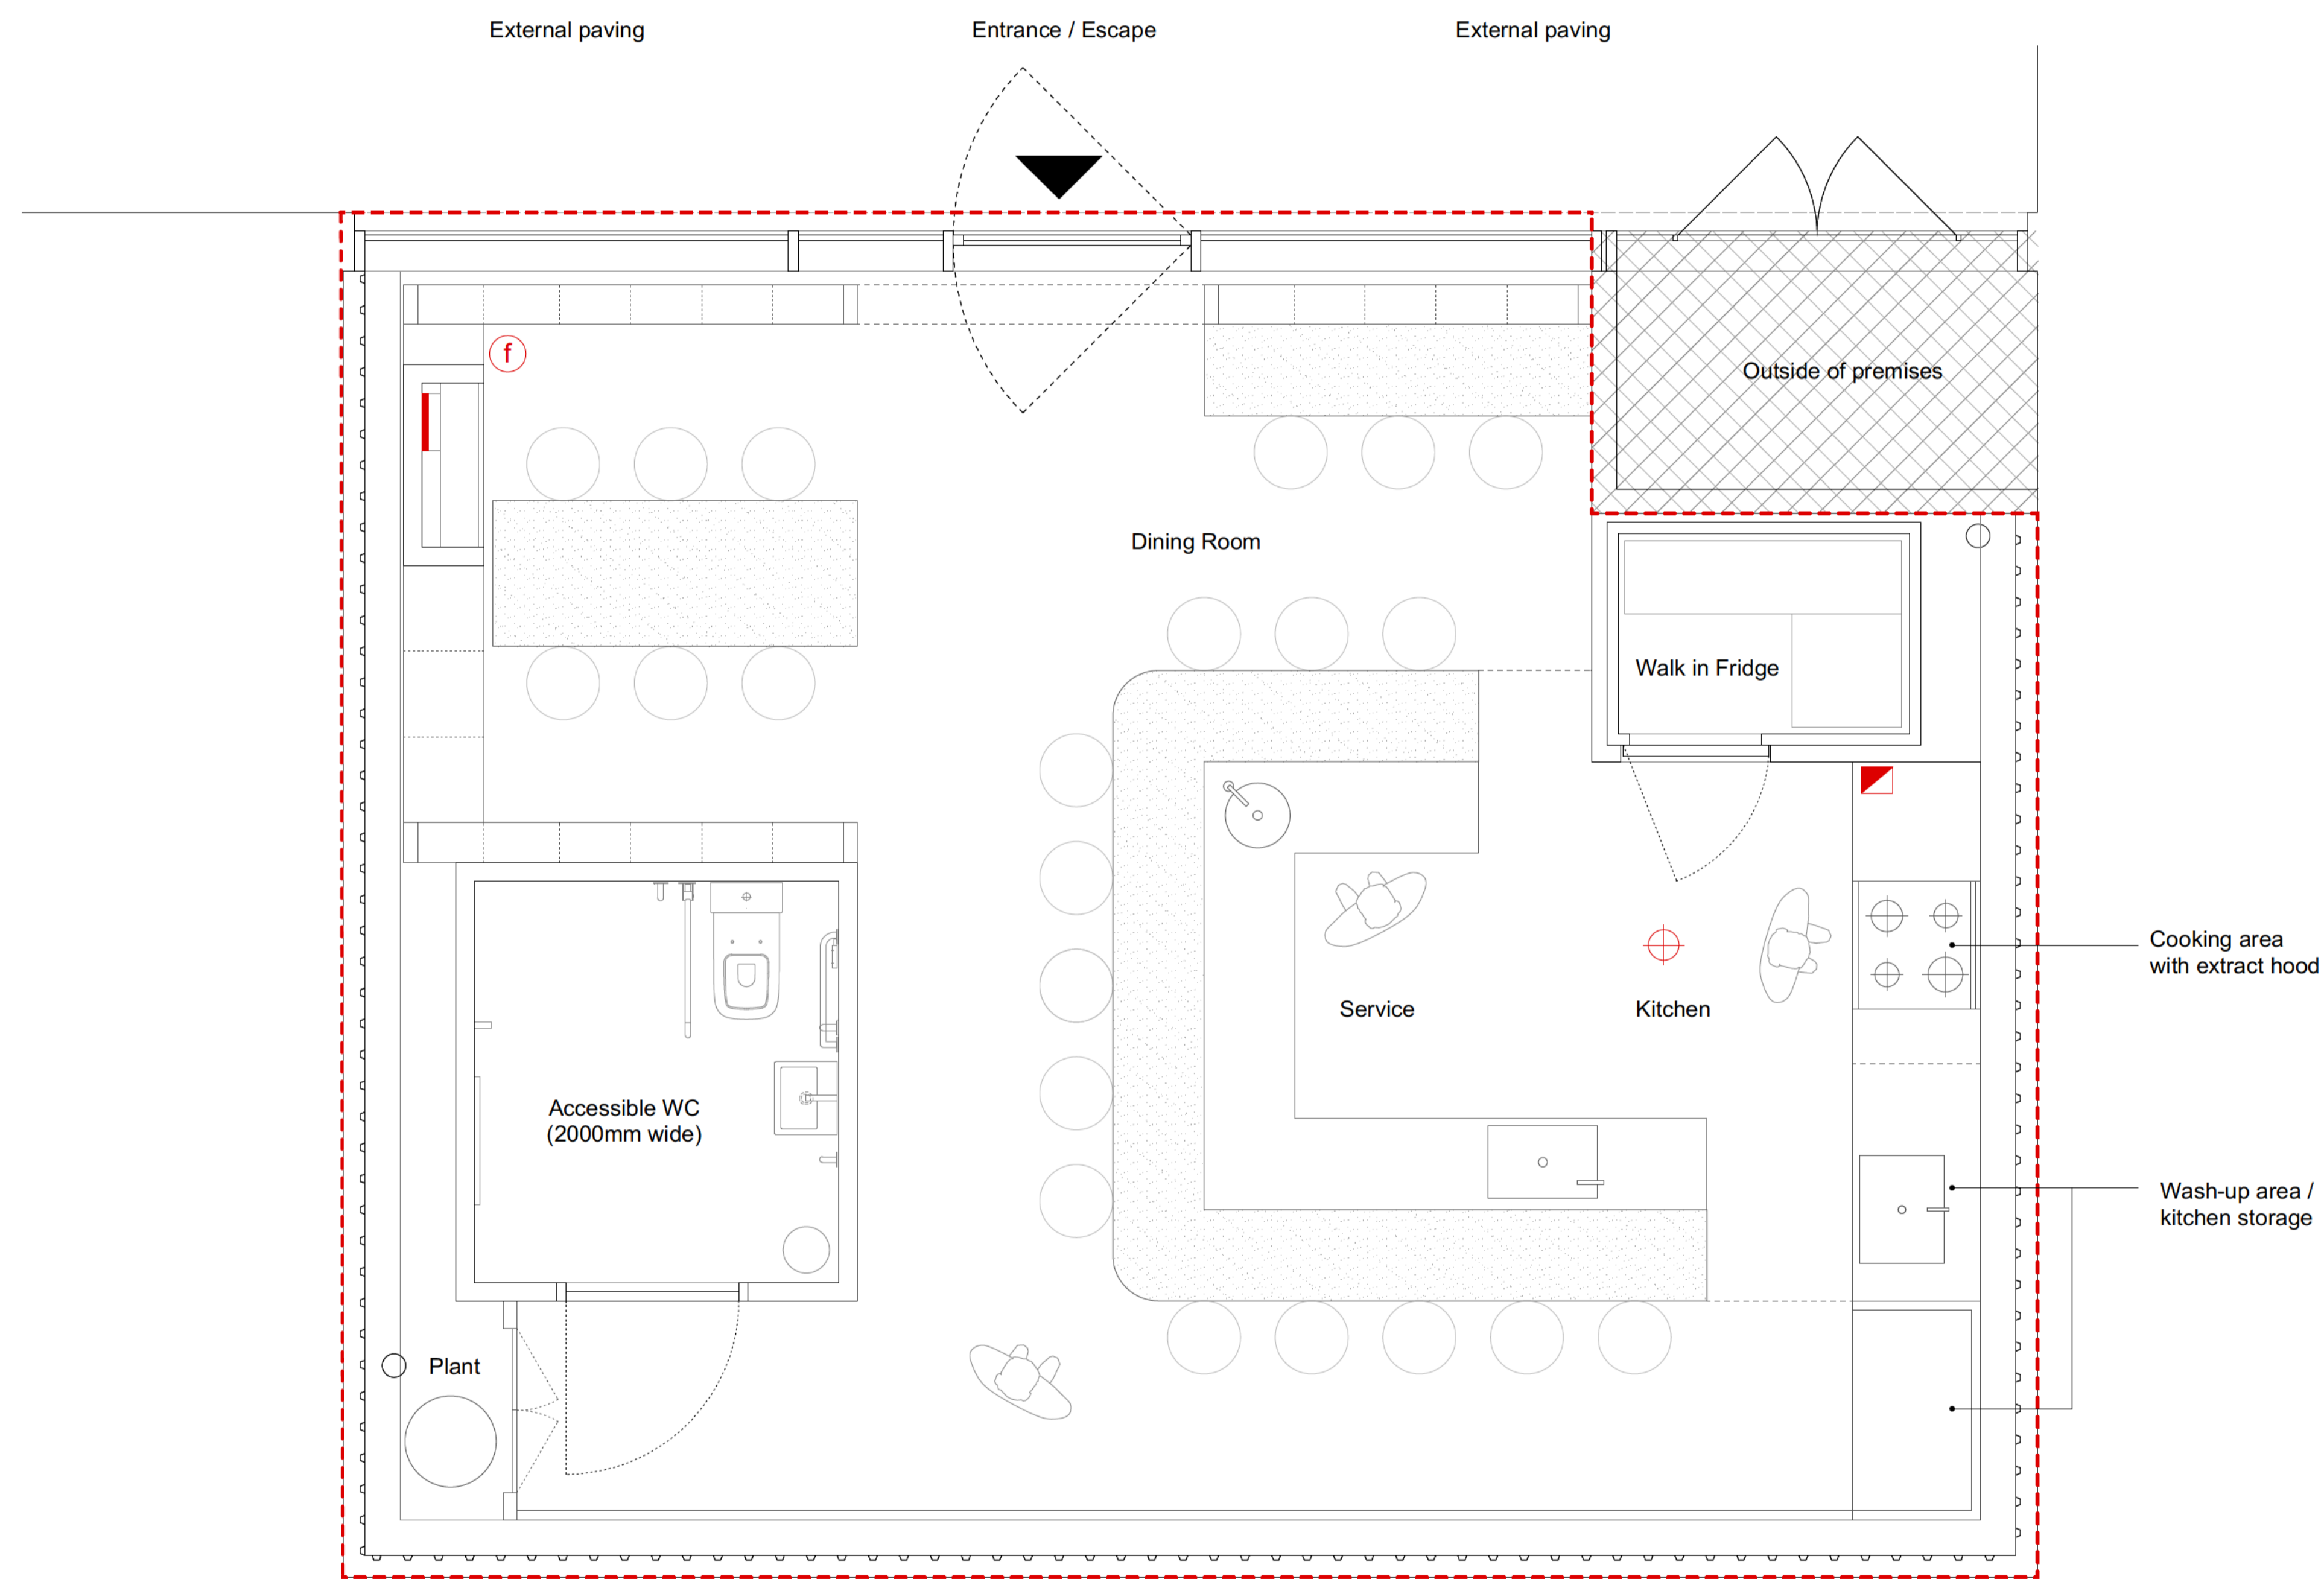 External paving
Entrance / Escape
External paving
f
Outside of premises
Dining Room
Walk in Fridge
Cooking area
with extract hood
Service
Kitchen
Accessible WC
(2000mm wide)
Wash-up area /
kitchen storage
Plant